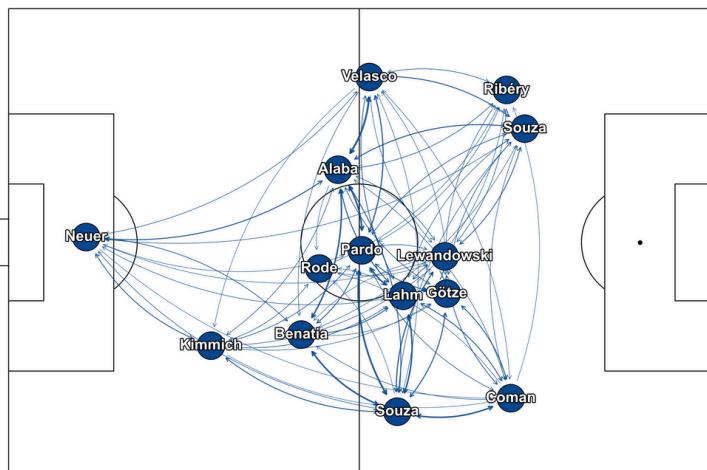 Velasco
Ribéry
Souza
Alaba
Neuer
Pardo
Lewandowski
Rode
Lahm
Götze
Benatia
Kimmich
Coman
Souza